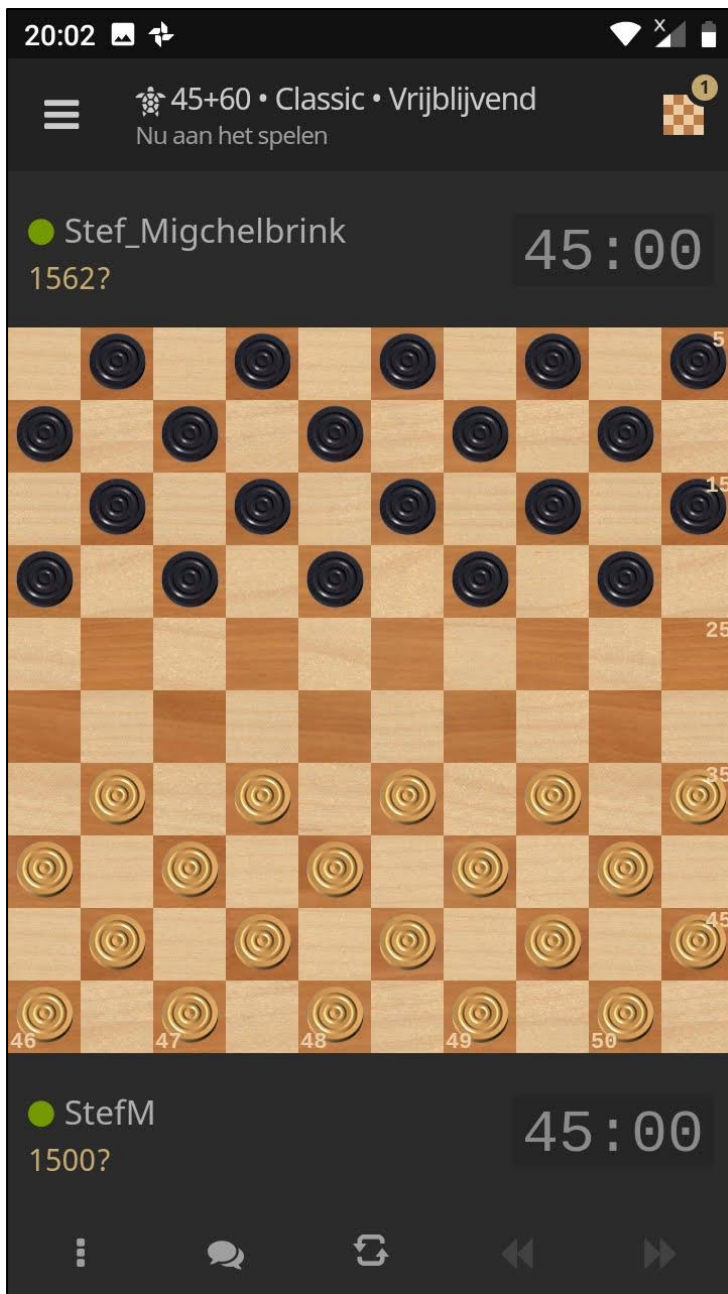 20:02
1
45+60 • Classic • Vrijblijvend
Nu aan het spelen
Stef_Migchelbrink
45:00
1562?
5
15
25
35
45
46 47 48 49 50
StefM
45:00
1500?